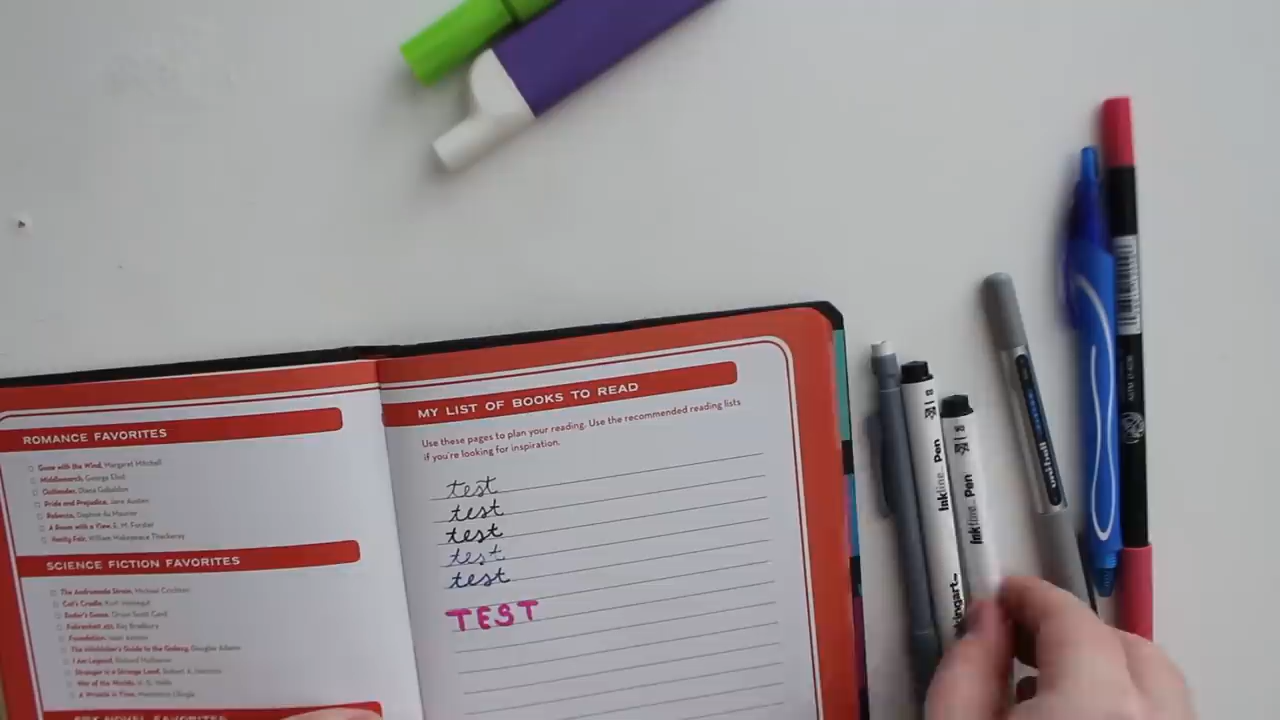 ROMANCE FAVORITES
Gone with the Wind, Margaret Mitchell
Middlemarch, George Eliot
Outlander, Diana Gabaldon
Pride and Prejudice, Jane Austen
Rebecca, Daphne du Maurier
A Room with a View, E. M. Forster
Vanity Fair, William Makepeace Thackeray
SCIENCE FICTION FAVORITES
The Andromeda Strain, Michael Crichton
Cat's Cradle, Kurt Vonnegut
Ender's Game, Orson Scott Card
Fahrenheit 451, Ray Bradbury
Foundation, Isaac Asimov
The Hitchhiker's Guide to the Galaxy, Douglas Adams
I Am Legend, Richard Matheson
Stranger in a Strange Land, Robert A. Heinlein
War of the Worlds, H. G. Wells
A Wrinkle in Time, Madeleine L'Engle
MY LIST OF BOOKS TO READ
Use these pages to plan your reading. Use the recommended reading lists
if you're looking for inspiration.
test
test
test
test
test
TEST
Inkline Pen
Inkline Pen
uni-ball